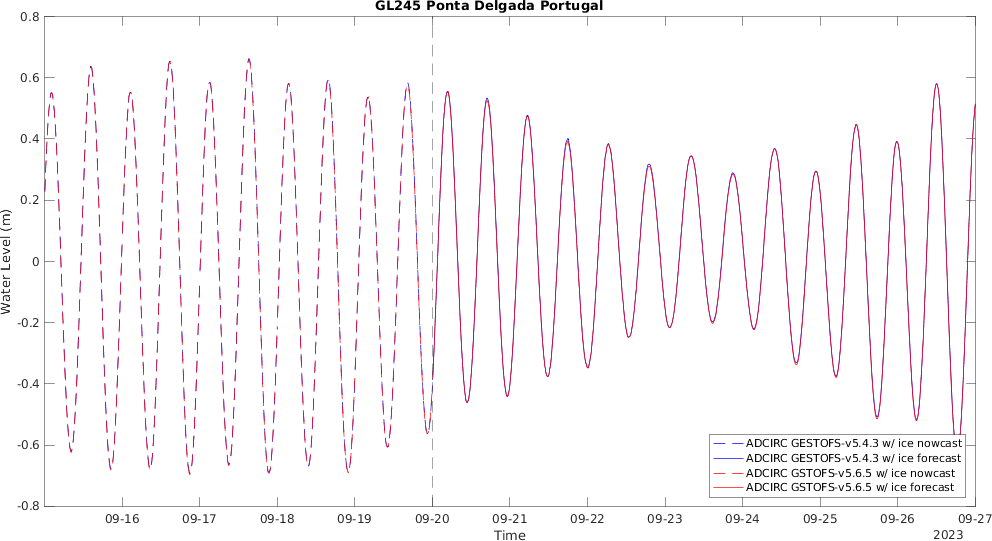 GL245 Ponta Delgada Portugal
0.8
0.6
0.4
0.2
0
-0.2
-0.4
-0.6
-0.8
Water Level (m)
ADCIRC GESTOFS-v5.4.3 w/ ice nowcast
ADCIRC GESTOFS-v5.4.3 w/ ice forecast
ADCIRC GSTOFS-v5.6.5 w/ ice nowcast
ADCIRC GSTOFS-v5.6.5 w/ ice forecast
09-16 09-17 09-18 09-19 09-20 09-21 09-22 09-23 09-24 09-25 09-26 09-27
Time
2023